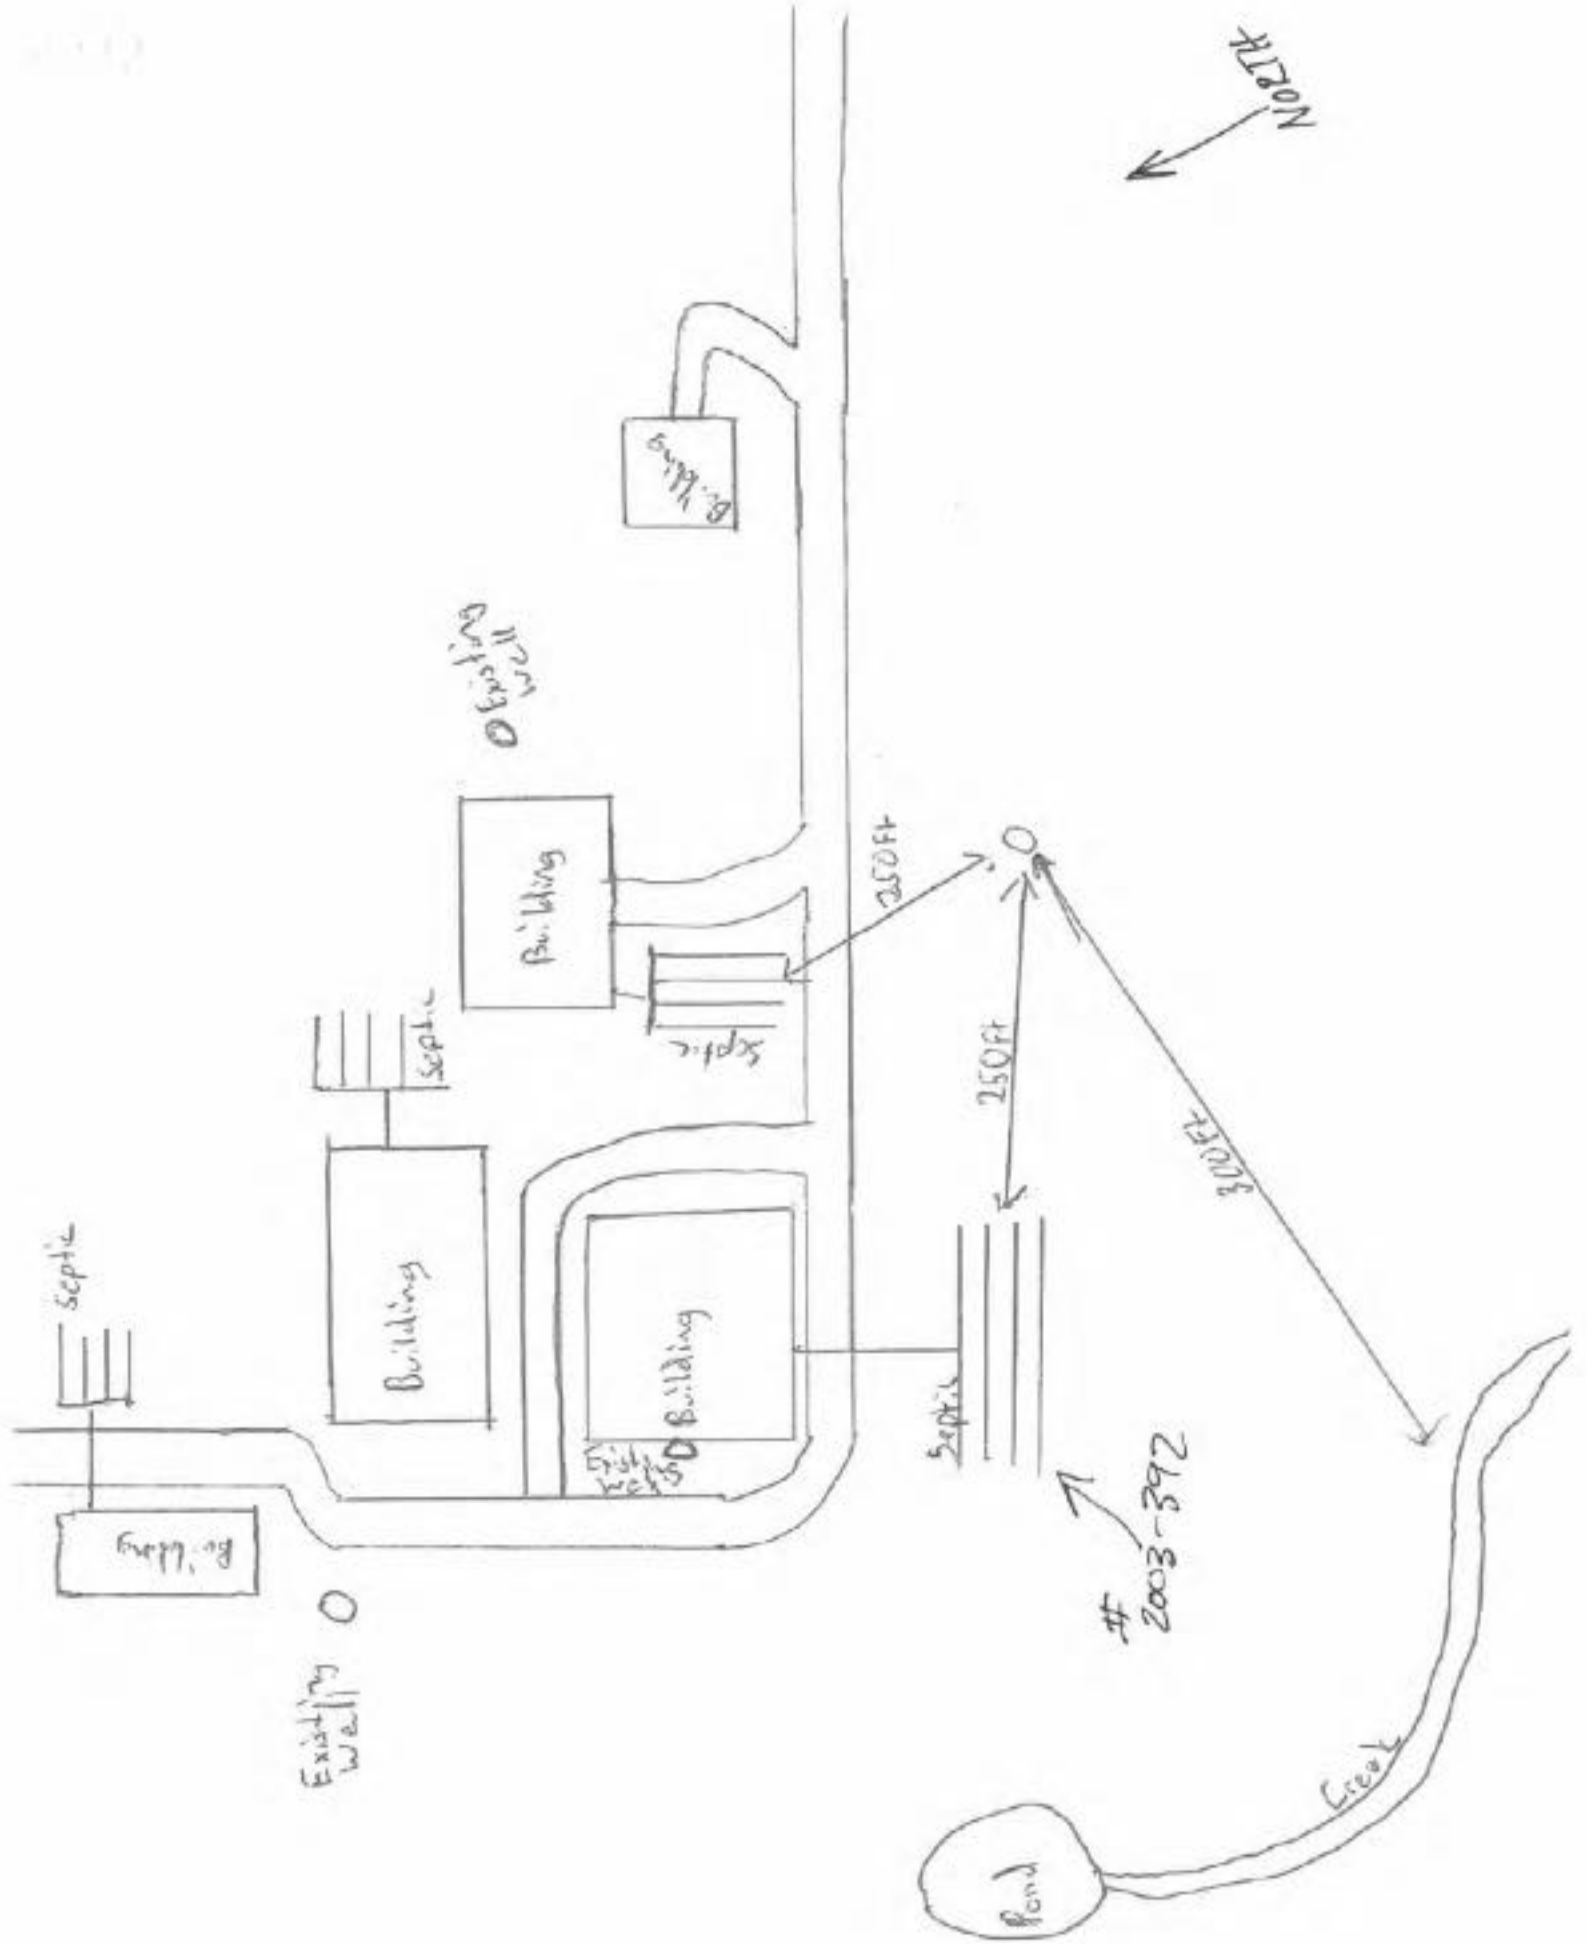 septic
Building
Existing
Well
Building
septic
Existing
well
Building
Existing
Well
Building
Building
Septic
250Ft
Septic
250Ft
Pond
#
2003-392
300Ft
NORTH
Creek